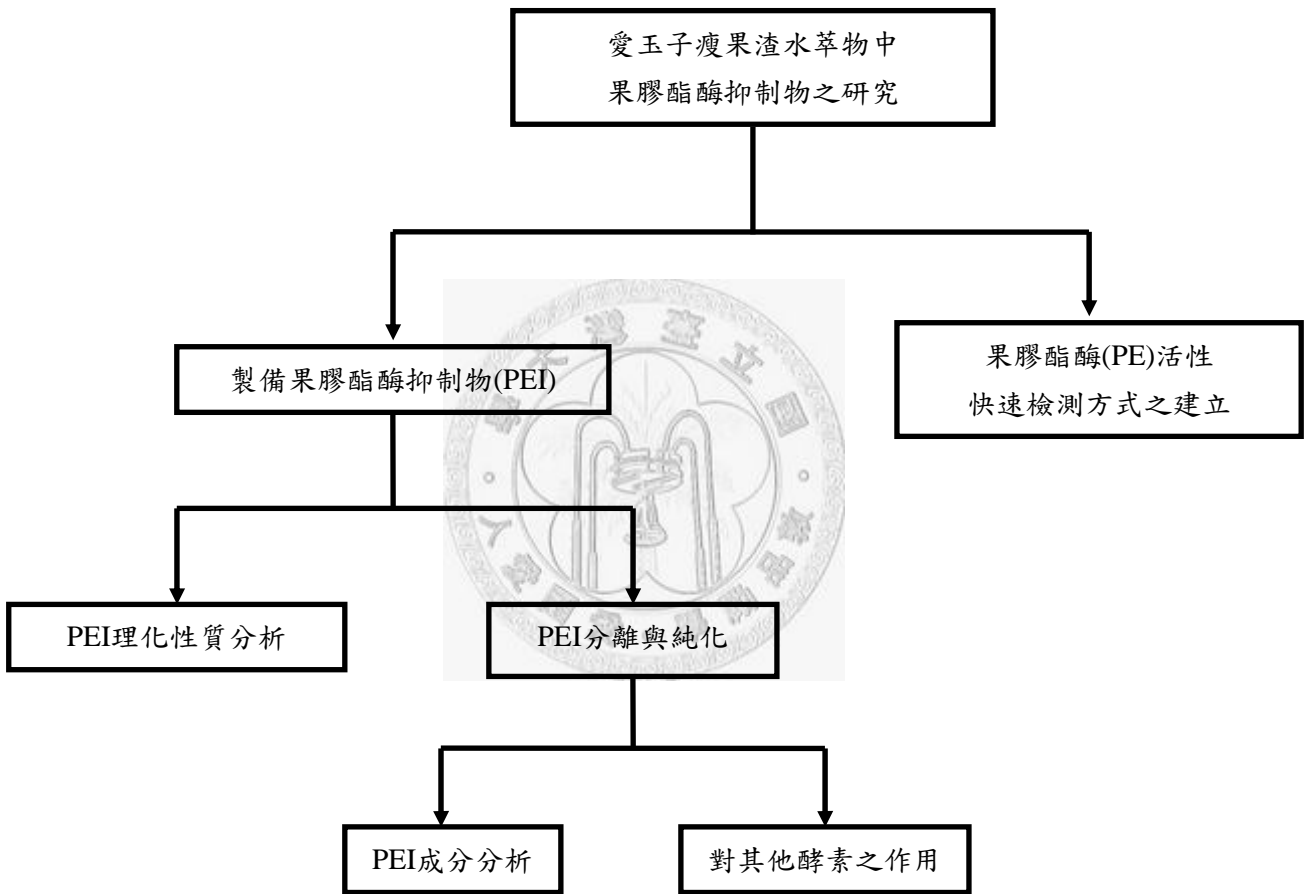 愛玉子瘦果渣水萃物中
果膠酯酶抑制物之研究
製備果膠酯酶抑制物(PEI)
果膠酯酶(PE)活性
快速檢測方式之建立
PEI理化性質分析
PEI分離與純化
PEI成分分析
對其他酵素之作用